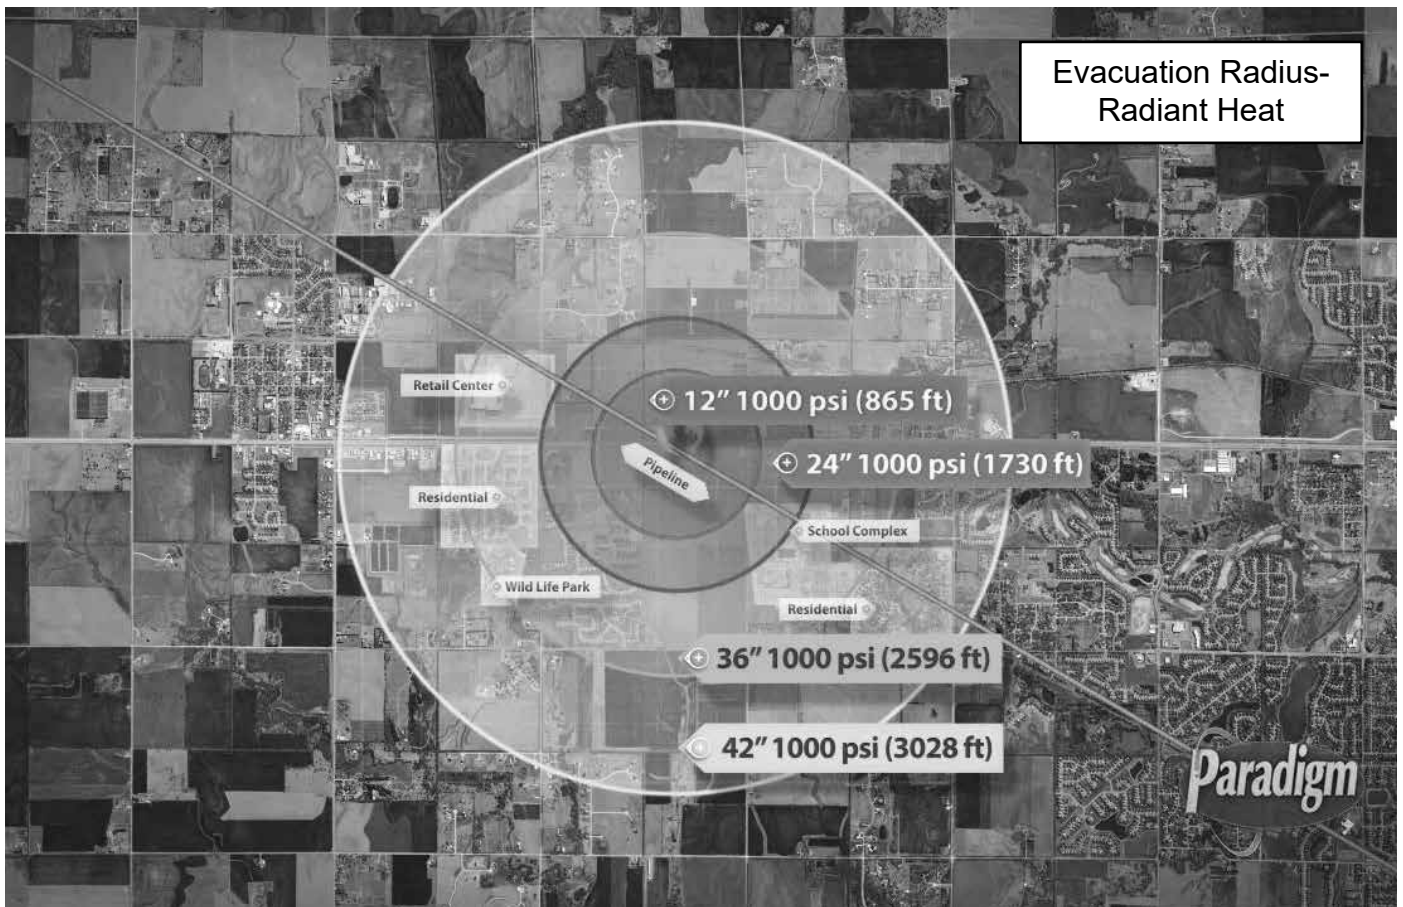 Evacuation Radius-
Radiant Heat
Retail Center
12” 1000 psi (865 ft)
24” 1000 psi (1730 ft)
Pipeline
Residential
School Complex
Wild Life Park
Residential
36” 1000 psi (2596 ft)
42” 1000 psi (3028 ft)
Paradigm